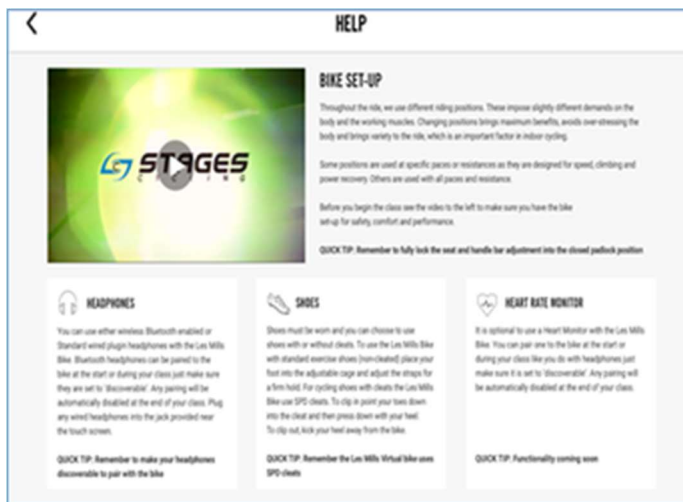 HELP
STAGES
CYCLING
BIKE SET-UP
Throughout the ride, we use different riding positions. These impose slightly different demands on the
body and the working muscles. Changing positions brings maximum benefits, avoids over-stressing the
body and brings variety to the ride, which is an important factor in indoor cycling.
Some positions are used at specific paces or resistances as they are designed for speed, climbing and
power recovery. Others are used with all paces and resistance.
Before you begin the class see the video to the left to make sure you have the bike
set-up for safety, comfort and performance.
QUICK TIP: Remember to fully lock the seat and handle bar adjustment into the closed padlock position
HEADPHONES
You can use either wireless Bluetooth enabled or
Standard wired plugin headphones with the Les Mills
Bike. Bluetooth headphones can be paired to the
bike at the start or during your class just make sure
they are set to 'discoverable'. Any pairing will be
automatically disabled at the end of your class. Plug
any wired headphones into the jack provided near
the touch screen.
QUICK TIP: Remember to make your headphones
discoverable to pair with the bike
SHOES
Shoes must be worn and you can choose to use
shoes with or without cleats. To use the Les Mills Bike
with standard exercise shoes (non-cleated) place your
foot into the adjustable cage and adjust the straps for
a firm hold. For cycling shoes with cleats the Les Mills
Bike use SPD cleats. To clip in point your toes down
into the cleat and then press down with your heel.
To clip out, kick your heel away from the bike.
QUICK TIP: Remember the Les Mills Virtual bike uses
SPD cleats
HEART RATE MONITOR
It is optional to use a Heart Monitor with the Les Mills
Bike. You can pair one to the bike at the start or
during your class like you do with headphones just
make sure it is set to 'discoverable'. Any pairing will
be automatically disabled at the end of your class.
QUICK TIP: Functionality coming soon